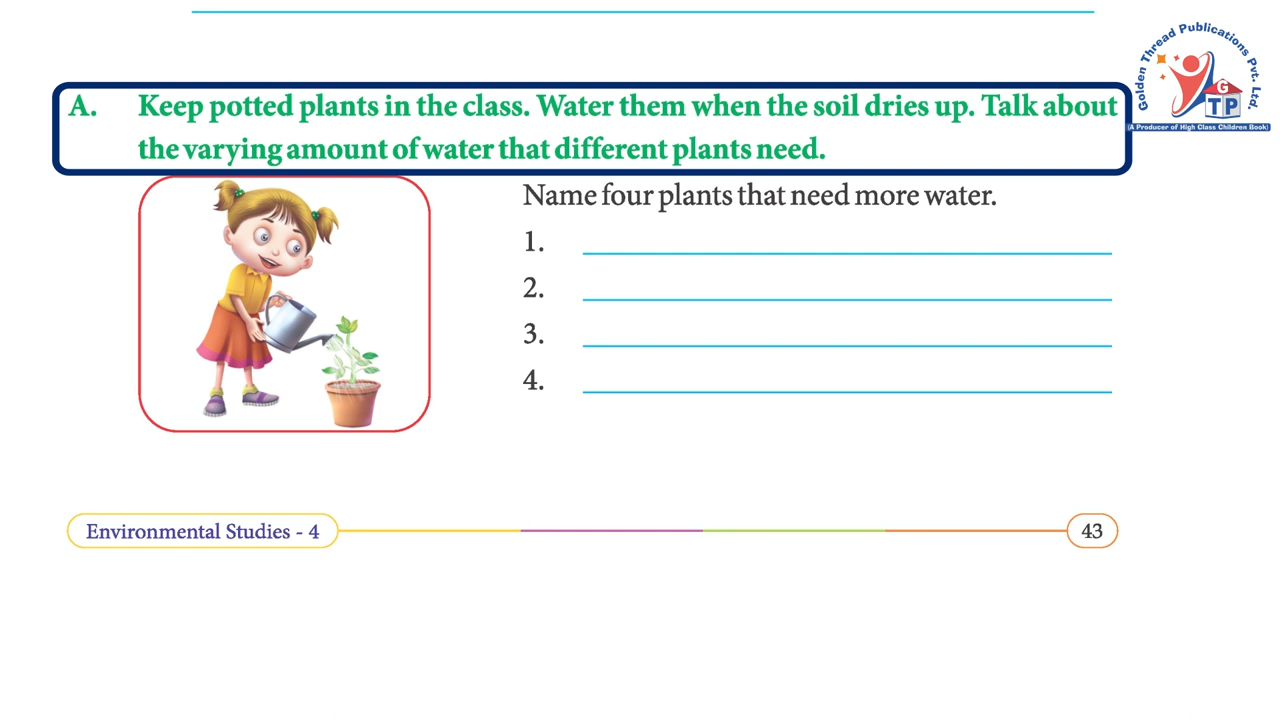 Golden Thread Publications Pvt. Ltd.
G
TP
(A Producer of High Class Children Book)
A. Keep potted plants in the class. Water them when the soil dries up. Talk about
the varying amount of water that different plants need.
Name four plants that need more water.
1.
2.
3.
4.
Environmental Studies - 4
43